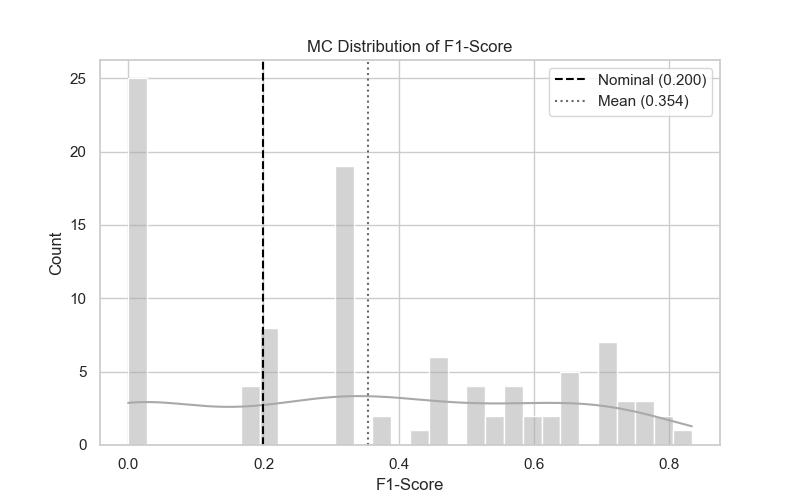 MC Distribution of F1-Score
Nominal (0.200)
Mean (0.354)
Count
25
20
15
10
5
0
0.0 0.2 0.4 0.6 0.8
F1-Score